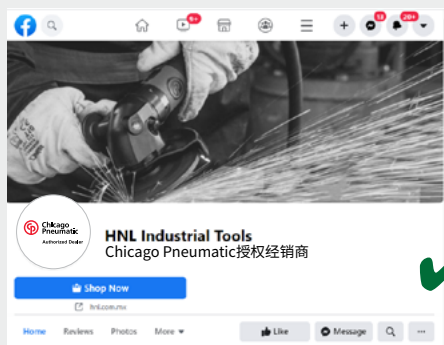 9+
13
20+
Chicago
Pneumatic
Authorized Dealer
HNL Industrial Tools
Chicago Pneumatic授权经销商
Shop Now
hnl.com.mx
Home Reviews Photos More
Like Message